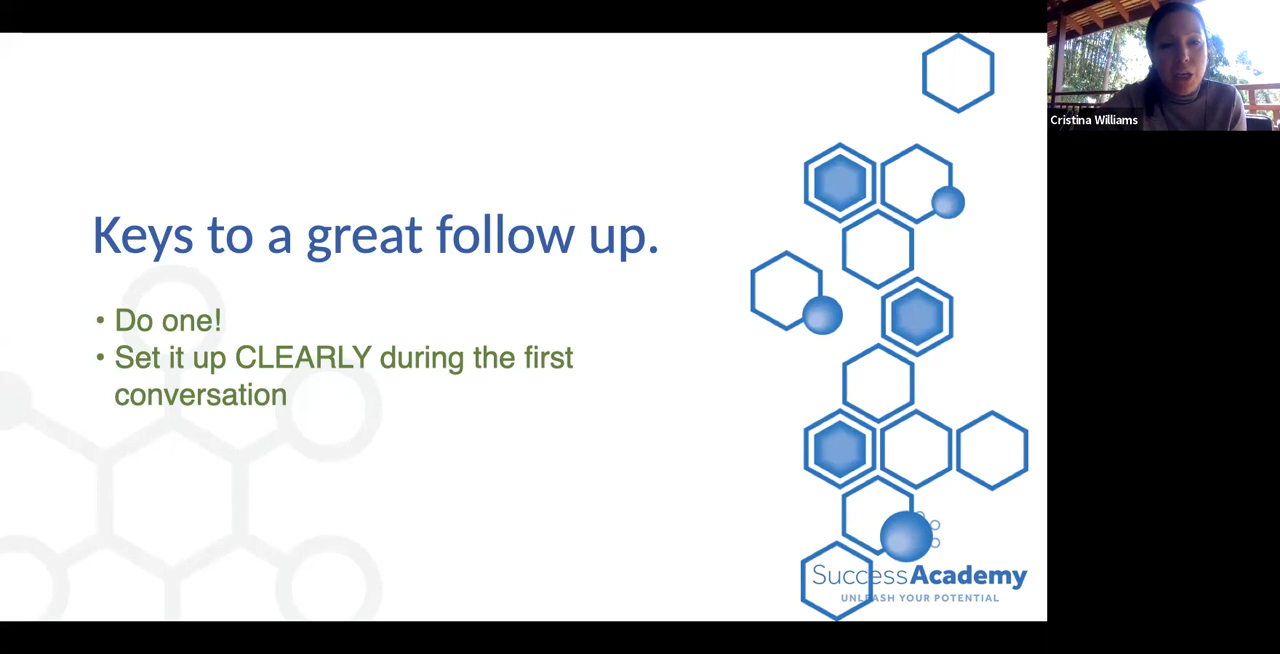 Cristina Williams
Keys to a great follow up.
• Do one!
• Set it up CLEARLY during the first
conversation
SuccessAcademy
UNLEASH YOUR POTENTIAL